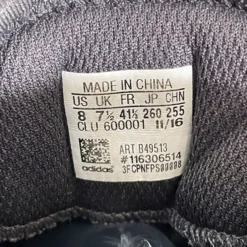 MADE IN CHINA
US UK FR JP CHN
8 7½ 41⅓ 260 255
CLU 600001 11/16
ART B49513
#116306514
adidas